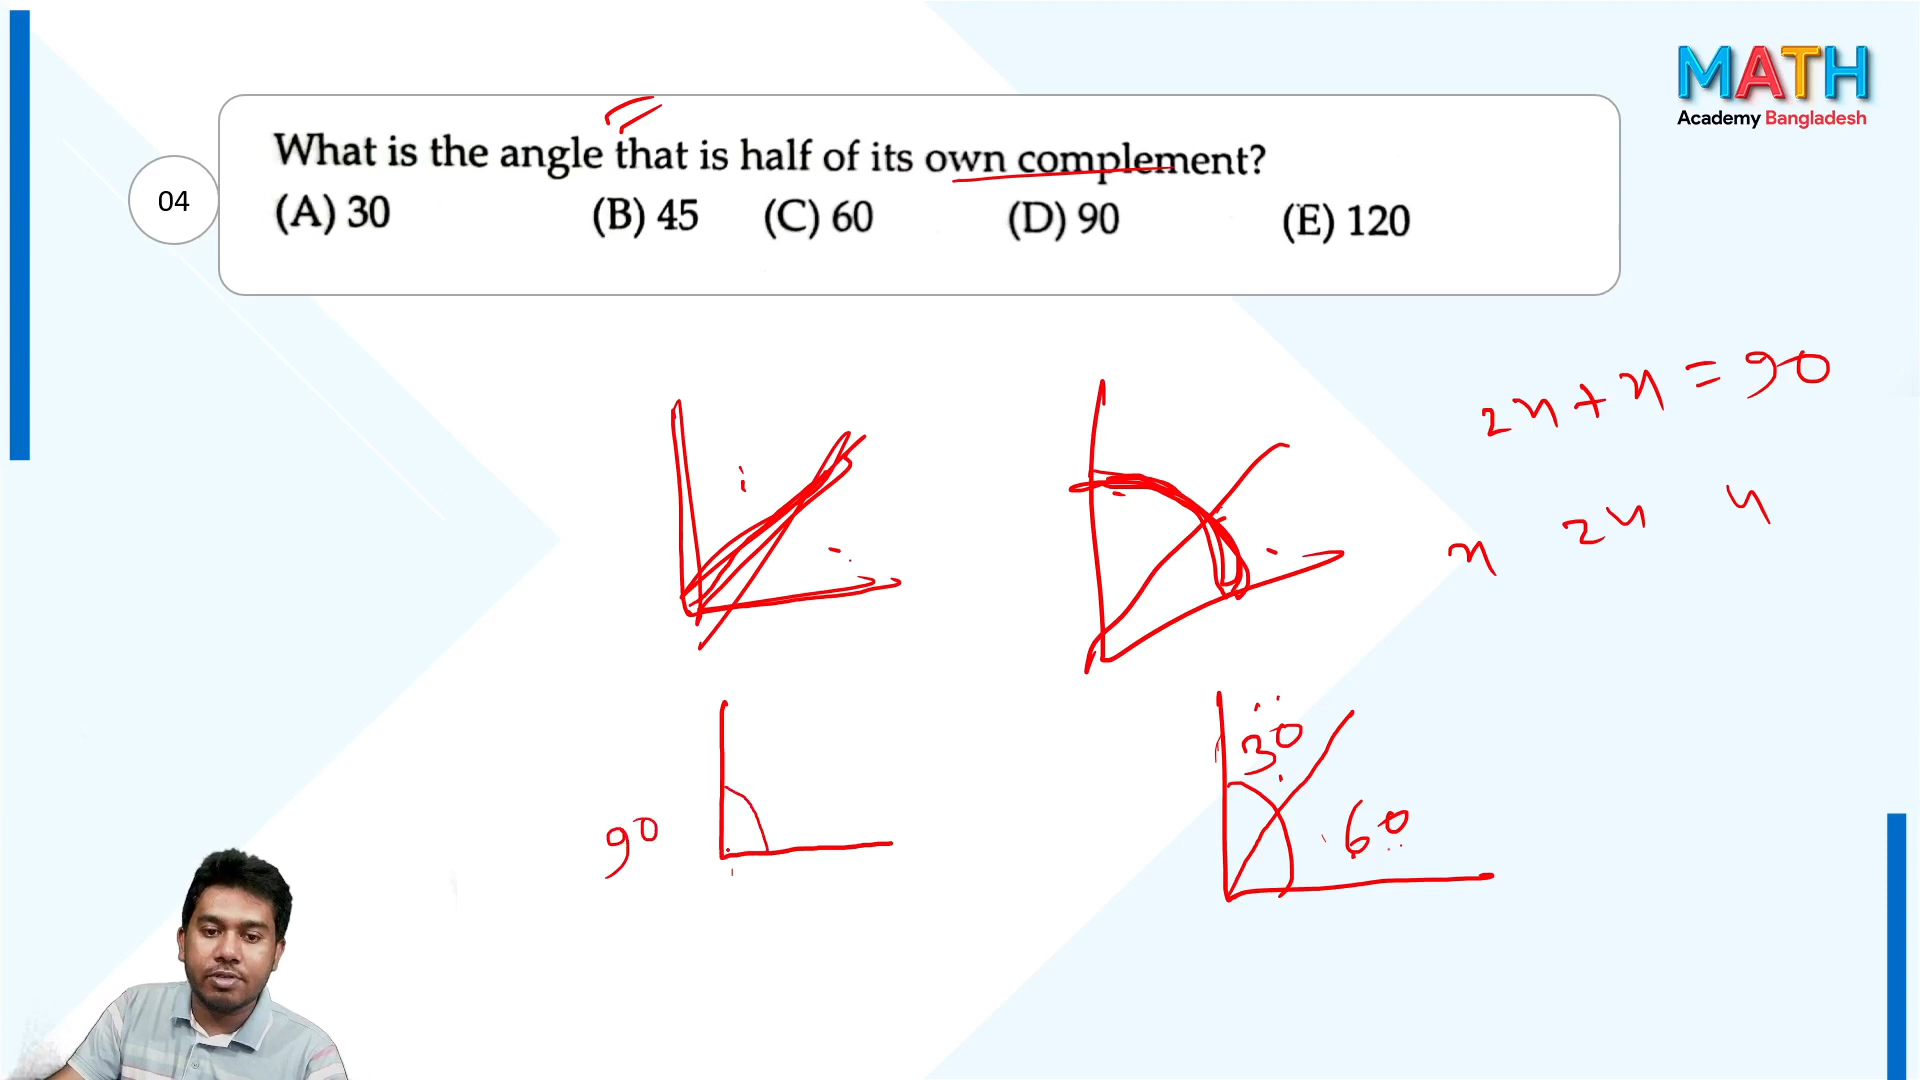 MATH
Academy Bangladesh
04
What is the angle that is half of its own complement?
(A) 30 (B) 45 (C) 60 (D) 90 (E) 120
2x+x=90
x 2x
30
60
90